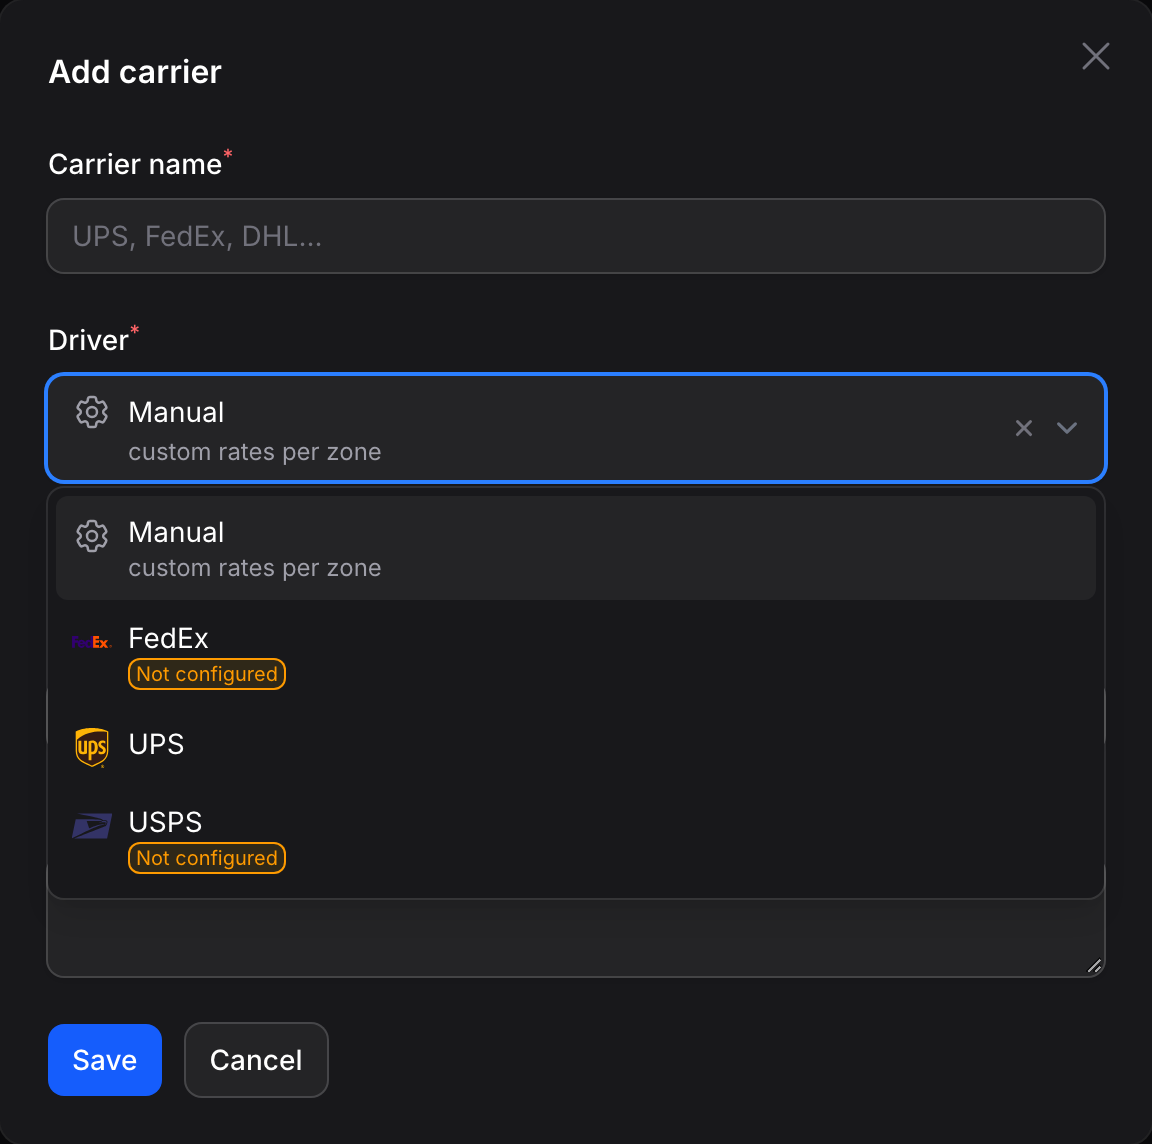 Add carrier
Carrier name*
UPS, FedEx, DHL...
Driver*
Manual
custom rates per zone
Manual
custom rates per zone
FedEx
FedEx
Not configured
ups
UPS
USPS
Not configured
Save
Cancel